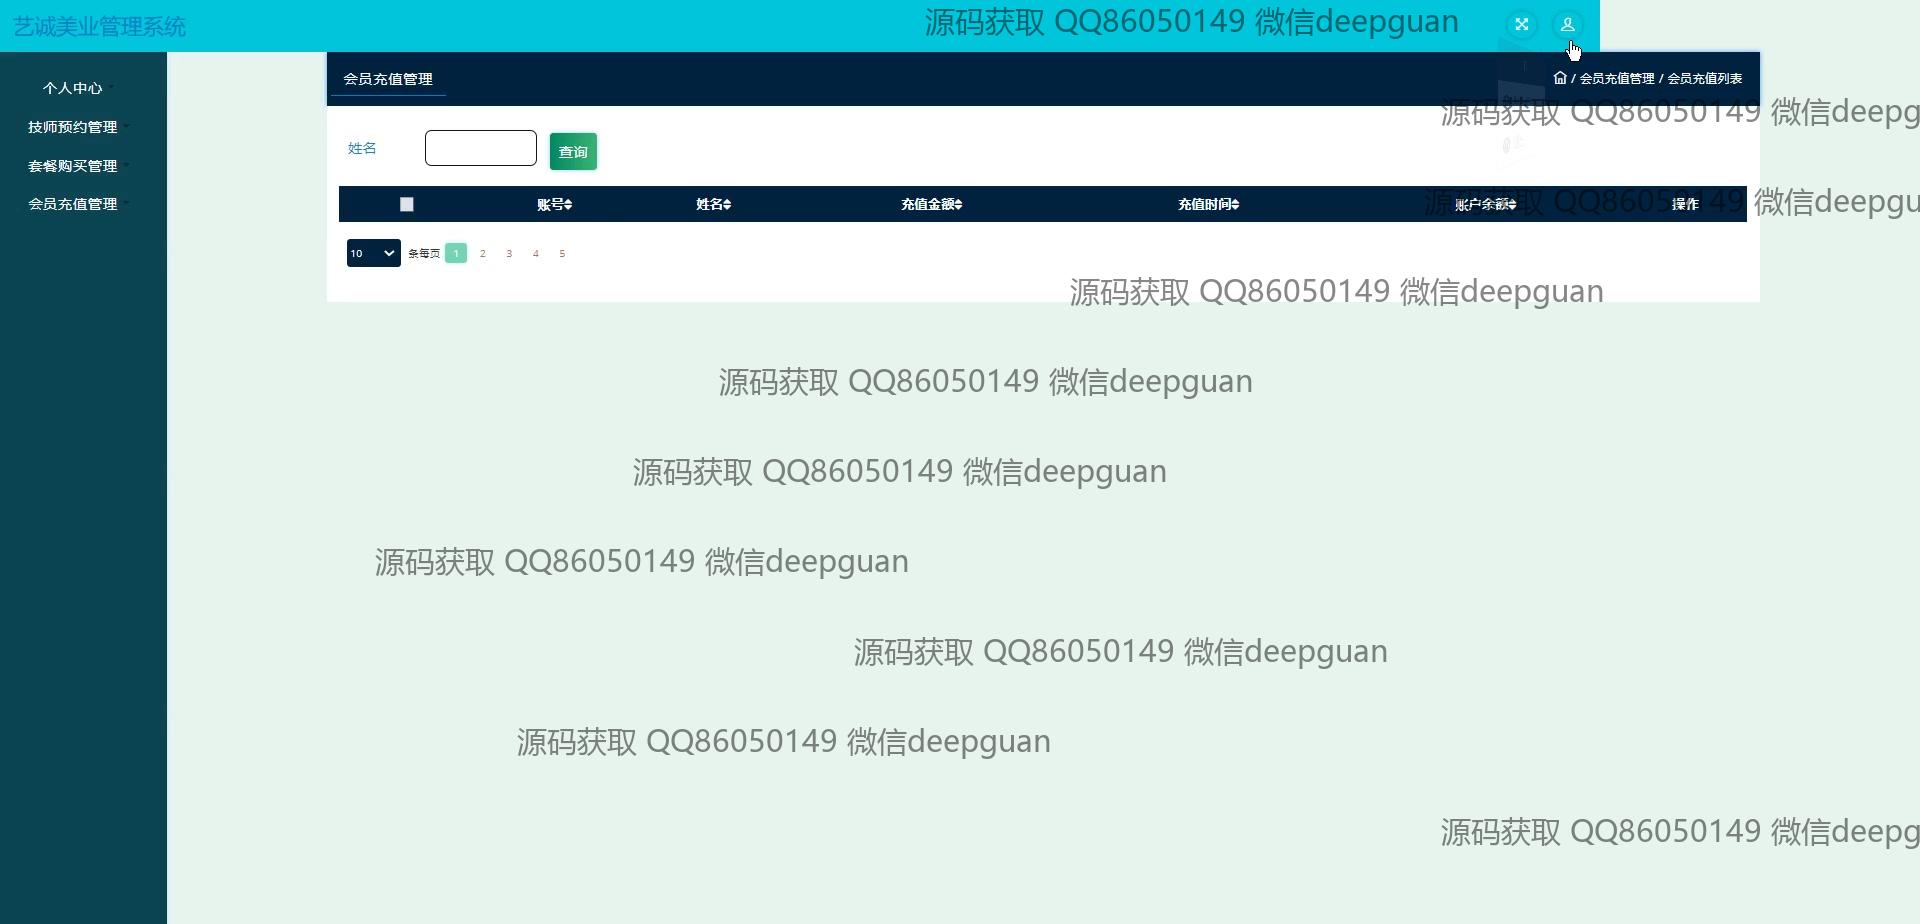 艺诚美业管理系统
源码获取 QQ86050149 微信deepguan
个人中心
技师预约管理
套餐购买管理
会员充值管理
会员充值管理
/ 会员充值管理 / 会员充值列表
源码获取 QQ86050149 微信deepg
姓名
查询
账号 姓名 充值金额 充值时间 账户余额 操作
源码获取 QQ86050149 微信deepgu
10 条每页 1 2 3 4 5
源码获取 QQ86050149 微信deepguan
源码获取 QQ86050149 微信deepguan
源码获取 QQ86050149 微信deepguan
源码获取 QQ86050149 微信deepguan
源码获取 QQ86050149 微信deepguan
源码获取 QQ86050149 微信deepguan
源码获取 QQ86050149 微信deepg